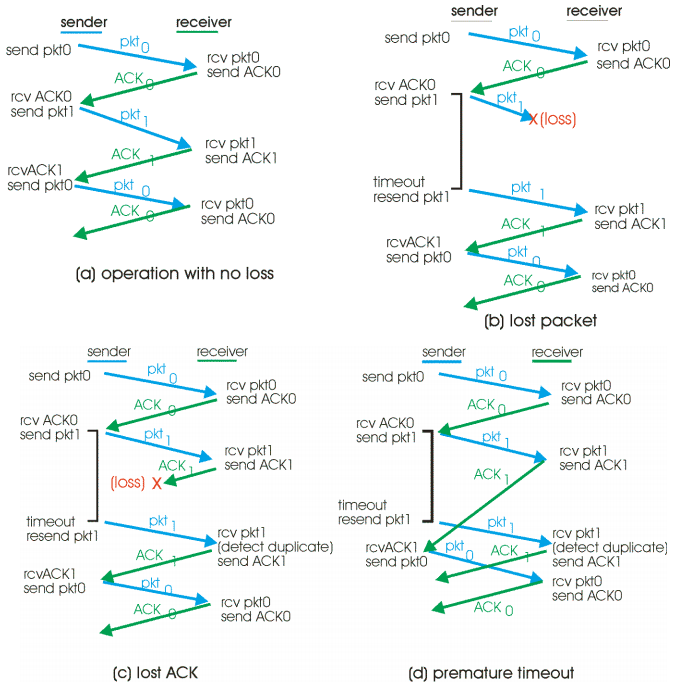 sender receiver
send pkt0
pkt0
rcv pkt0
send ACK0
ACK0
rcv ACK0
send pkt1
pkt1
rcv pkt1
send ACK1
ACK1
rcvACK1
send pkt0
pkt0
rcv pkt0
send ACK0
ACK0
(a) operation with no loss
sender receiver
send pkt0
pkt0
rcv pkt0
send ACK0
ACK0
rcv ACK0
send pkt1
pkt1
X (loss)
timeout
resend pkt1
pkt1
rcv pkt1
send ACK1
ACK1
rcvACK1
send pkt0
pkt0
rcv pkt0
send ACK0
ACK0
(b) lost packet
sender receiver
send pkt0
pkt0
rcv pkt0
send ACK0
ACK0
rcv ACK0
send pkt1
pkt1
rcv pkt1
send ACK1
ACK1
(loss) X
timeout
resend pkt1
pkt1
rcv pkt1
(detect duplicate)
send ACK1
ACK1
rcvACK1
send pkt0
pkt0
rcv pkt0
send ACK0
ACK0
(c) lost ACK
sender receiver
send pkt0
pkt0
rcv pkt0
send ACK0
ACK0
rcv ACK0
send pkt1
pkt1
rcv pkt1
send ACK1
ACK1
timeout
resend pkt1
pkt1
rcv pkt1
(detect duplicate)
send ACK1
rcvACK1
send pkt0
pkt0
ACK1
rcv pkt0
send ACK0
ACK0
(d) premature timeout